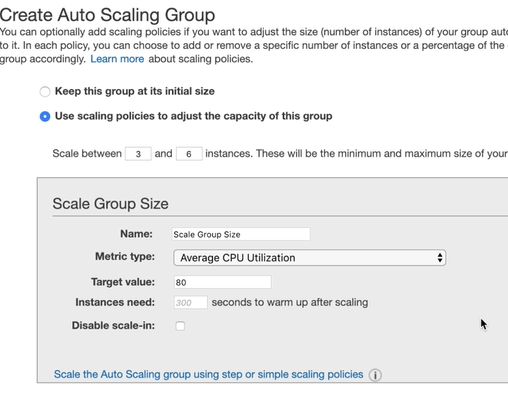 Create Auto Scaling Group
You can optionally add scaling policies if you want to adjust the size (number of instances) of your group
to it. In each policy, you can choose to add or remove a specific number of instances or a percentage of the
group accordingly. Learn more about scaling policies.
Keep this group at its initial size
Use scaling policies to adjust the capacity of this group
Scale between 3 and 6 instances. These will be the minimum and maximum size of your
Scale Group Size
Name: Scale Group Size
Metric type: Average CPU Utilization
Target value: 80
Instances need: 300 seconds to warm up after scaling
Disable scale-in:
Scale the Auto Scaling group using step or simple scaling policies i